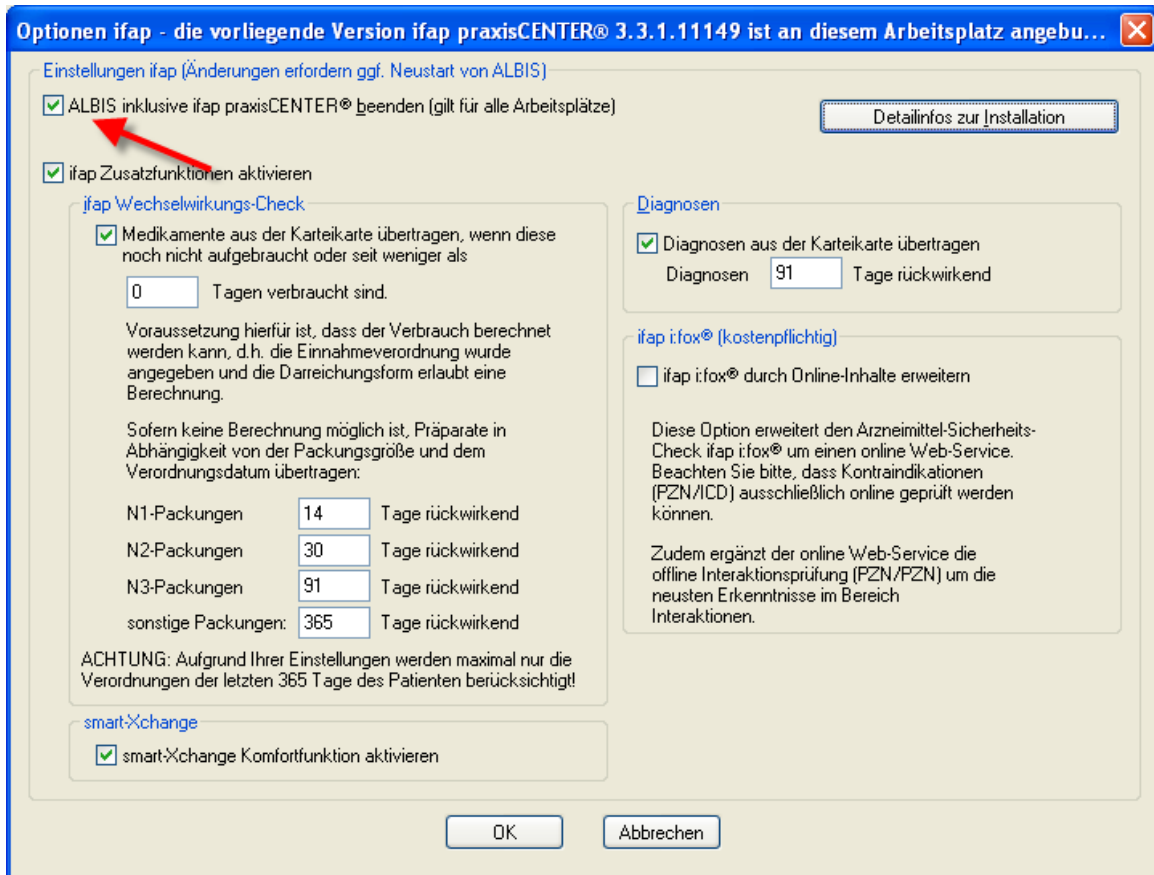 Optionen ifap - die vorliegende Version ifap praxisCENTER® 3.3.1.11149 ist an diesem Arbeitsplatz angebu...
Einstellungen ifap (Änderungen erfordern ggf. Neustart von ALBIS)
ALBIS inklusive ifap praxisCENTER® beenden (gilt für alle Arbeitsplätze)
Detailinfos zur Installation
ifap Zusatzfunktionen aktivieren
ifap Wechselwirkungs-Check
Medikamente aus der Karteikarte übertragen, wenn diese
noch nicht aufgebraucht oder seit weniger als
0 Tagen verbraucht sind.
Voraussetzung hierfür ist, dass der Verbrauch berechnet
werden kann, d.h. die Einnahmeverordnung wurde
angegeben und die Darreichungsform erlaubt eine
Berechnung.
Sofern keine Berechnung möglich ist, Präparate in
Abhängigkeit von der Packungsgröße und dem
Verordnungsdatum übertragen:
N1-Packungen 14 Tage rückwirkend
N2-Packungen 30 Tage rückwirkend
N3-Packungen 91 Tage rückwirkend
sonstige Packungen: 365 Tage rückwirkend
ACHTUNG: Aufgrund Ihrer Einstellungen werden maximal nur die
Verordnungen der letzten 365 Tage des Patienten berücksichtigt!
smart-Xchange
smart-Xchange Komfortfunktion aktivieren
Diagnosen
Diagnosen aus der Karteikarte übertragen
Diagnosen 91 Tage rückwirkend
ifap i:fox® (kostenpflichtig)
ifap i:fox® durch Online-Inhalte erweitern
Diese Option erweitert den Arzneimittel-Sicherheits-
Check ifap i:fox® um einen online Web-Service.
Beachten Sie bitte, dass Kontraindikationen
(PZN/ICD) ausschließlich online geprüft werden
können.
Zudem ergänzt der online Web-Service die
offline Interaktionsprüfung (PZN/PZN) um die
neusten Erkenntnisse im Bereich
Interaktionen.
OK
Abbrechen